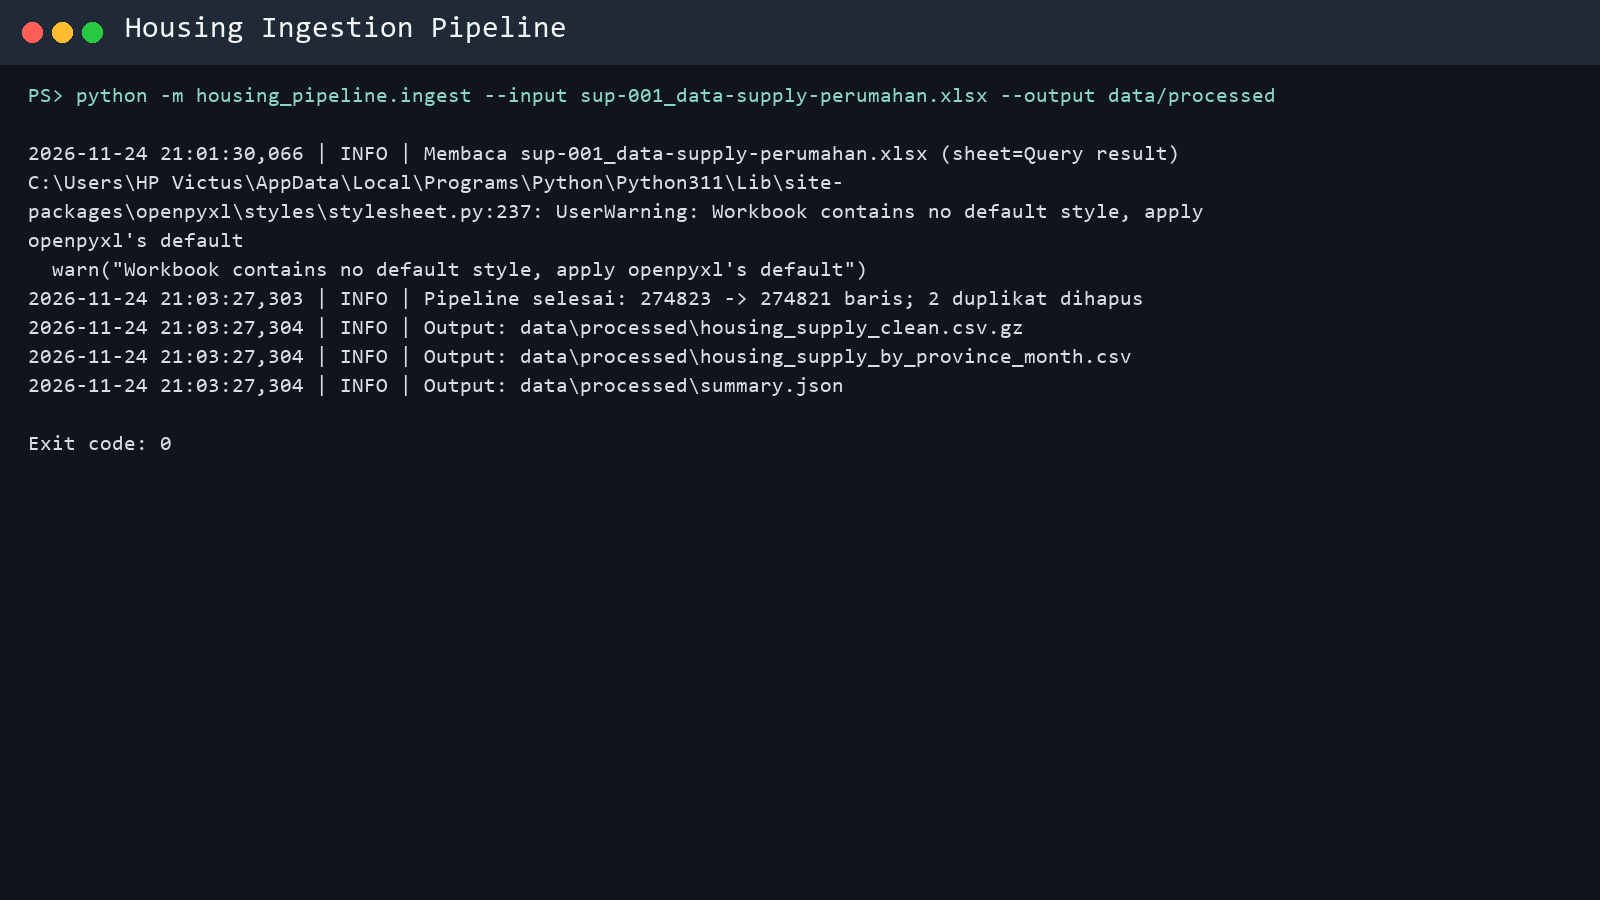 Housing Ingestion Pipeline
PS> python -m housing_pipeline.ingest --input sup-001_data-supply-perumahan.xlsx --output data/processed
2026-11-24 21:01:30,066 | INFO | Membaca sup-001_data-supply-perumahan.xlsx (sheet=Query result)
C:\Users\HP Victus\AppData\Local\Programs\Python\Python311\Lib\site-
packages\openpyxl\styles\stylesheet.py:237: UserWarning: Workbook contains no default style, apply
openpyxl's default
  warn("Workbook contains no default style, apply openpyxl's default")
2026-11-24 21:03:27,303 | INFO | Pipeline selesai: 274823 -> 274821 baris; 2 duplikat dihapus
2026-11-24 21:03:27,304 | INFO | Output: data\processed\housing_supply_clean.csv.gz
2026-11-24 21:03:27,304 | INFO | Output: data\processed\housing_supply_by_province_month.csv
2026-11-24 21:03:27,304 | INFO | Output: data\processed\summary.json
Exit code: 0